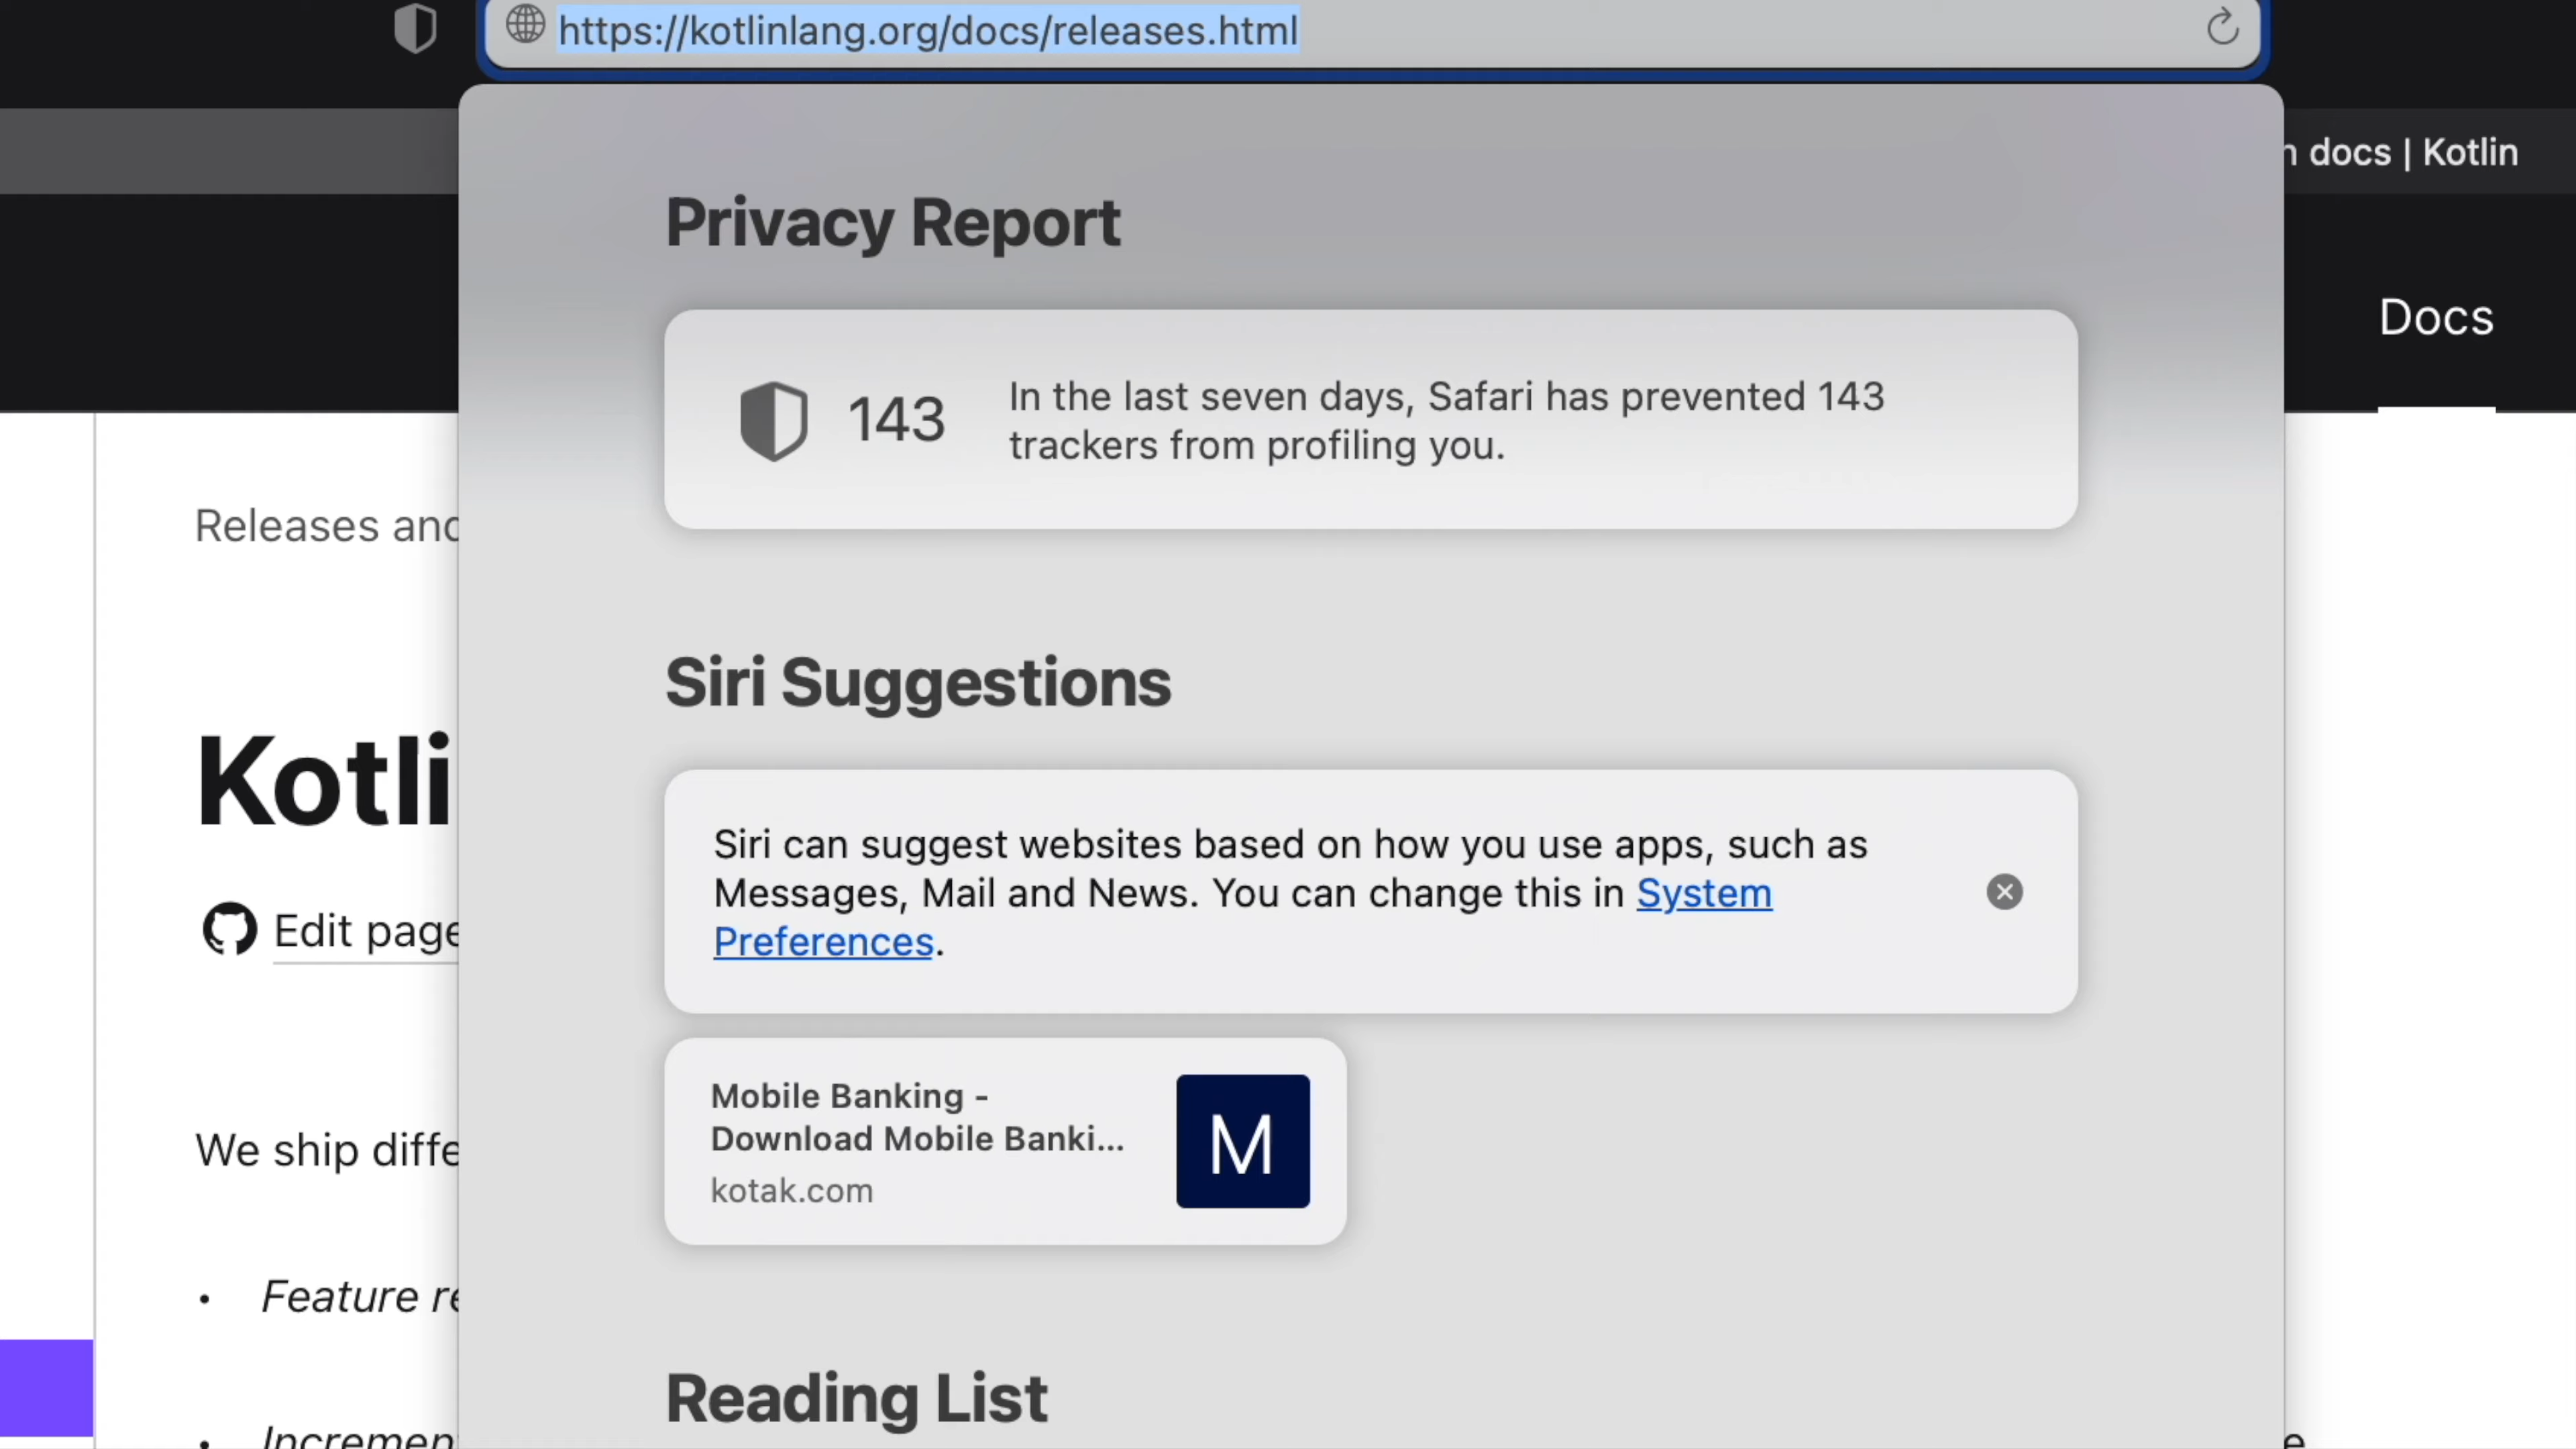 https://kotlinlang.org/docs/releases.html
docs | Kotlin
Docs
Privacy Report
143
In the last seven days, Safari has prevented 143
trackers from profiling you.
Releases and
Siri Suggestions
Kotli
Siri can suggest websites based on how you use apps, such as
Messages, Mail and News. You can change this in System
Preferences.
Edit page
Mobile Banking -
Download Mobile Banki...
kotak.com
M
We ship diffe
• Feature re
Reading List
• Incremen